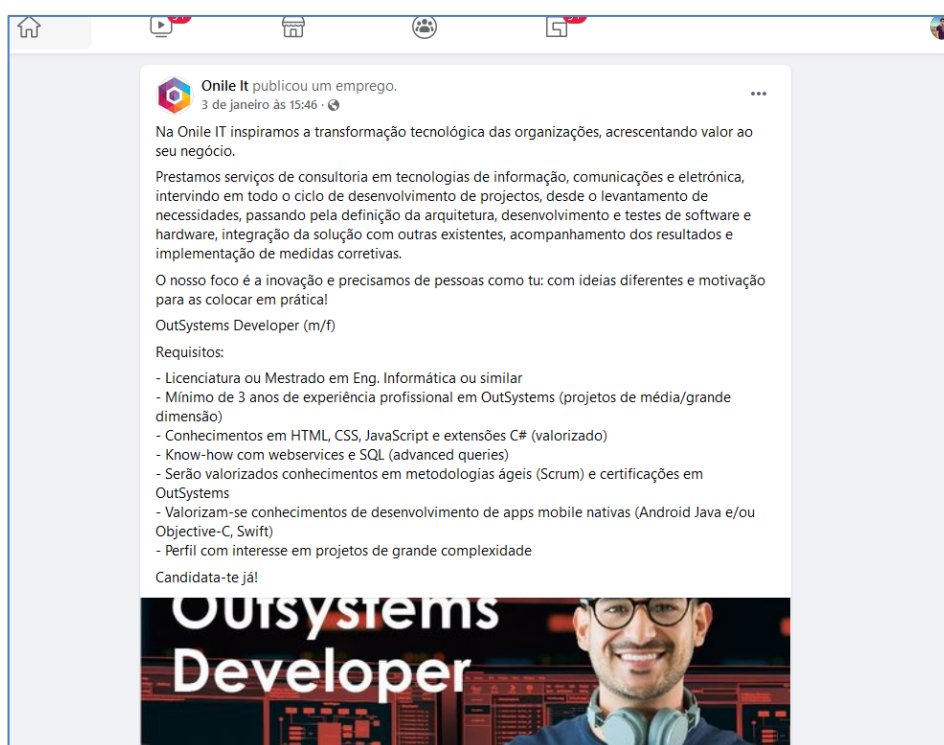 Onile It publicou um emprego.
3 de janeiro às 15:46 ·
Na Onile IT inspiramos a transformação tecnológica das organizações, acrescentando valor ao
seu negócio.
Prestamos serviços de consultoria em tecnologias de informação, comunicações e eletrónica,
intervindo em todo o ciclo de desenvolvimento de projectos, desde o levantamento de
necessidades, passando pela definição da arquitetura, desenvolvimento e testes de software e
hardware, integração da solução com outras existentes, acompanhamento dos resultados e
implementação de medidas corretivas.
O nosso foco é a inovação e precisamos de pessoas como tu: com ideias diferentes e motivação
para as colocar em prática!
OutSystems Developer (m/f)
Requisitos:
- Licenciatura ou Mestrado em Eng. Informática ou similar
- Mínimo de 3 anos de experiência profissional em OutSystems (projetos de média/grande
dimensão)
- Conhecimentos em HTML, CSS, JavaScript e extensões C# (valorizado)
- Know-how com webservices e SQL (advanced queries)
- Serão valorizados conhecimentos em metodologias ágeis (Scrum) e certificações em
OutSystems
- Valorizam-se conhecimentos de desenvolvimento de apps mobile nativas (Android Java e/ou
Objective-C, Swift)
- Perfil com interesse em projetos de grande complexidade
Candidata-te já!
Outsystems
Developer